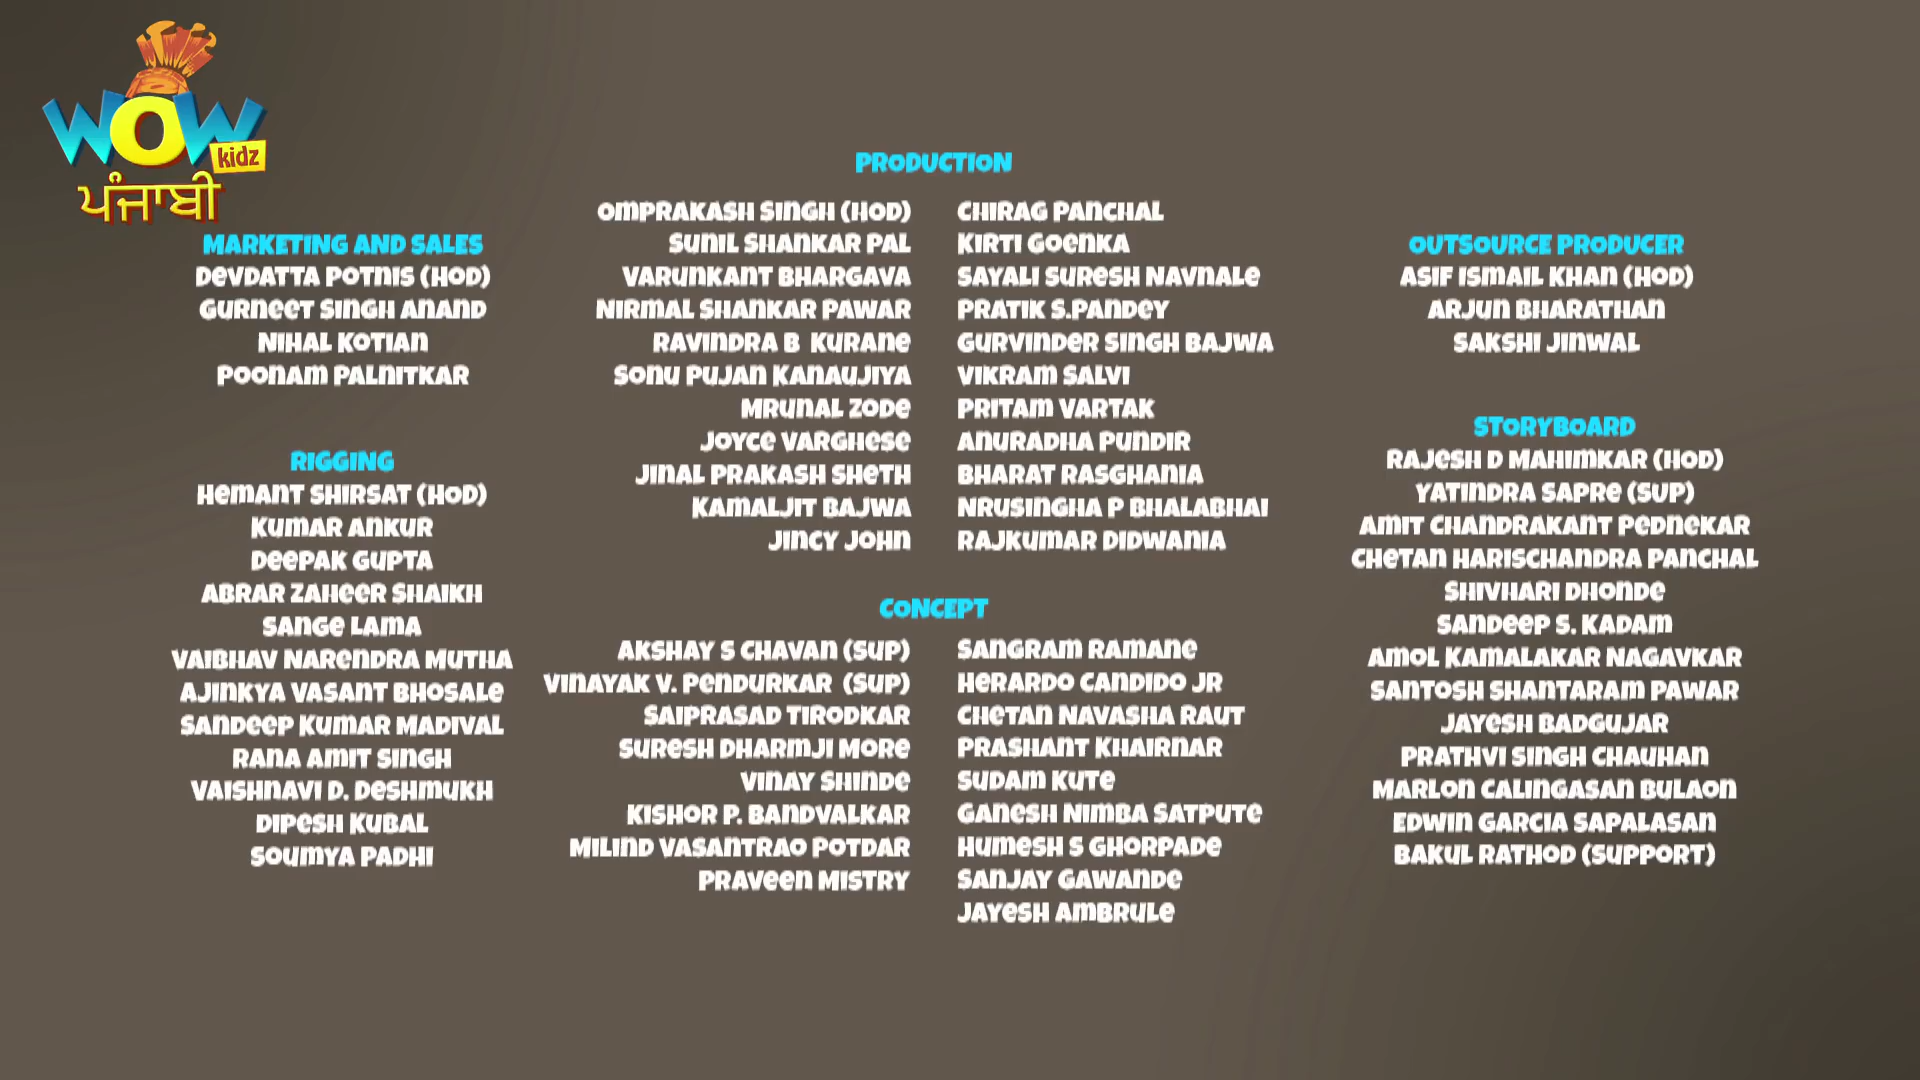 WOW
kidz
ਪੰਜਾਬੀ
MARKETING AND SALES
DEVDATTA POTNIS (HOD)
GURNEET SINGH ANAND
NIHAL KOTIAN
POONAM PALNITKAR
RIGGING
HEMANT SHIRSAT (HOD)
KUMAR ANKUR
DEEPAK GUPTA
ABRAR ZAHEER SHAIKH
SANGE LAMA
VAIBHAV NARENDRA MUTHA
AJINKYA VASANT BHOSALE
SANDEEP KUMAR MADIVAL
RANA AMIT SINGH
VAISHNAVI D. DESHMUKH
DIPESH KUBAL
SOUMYA PADHI
PRODUCTION
OMPRAKASH SINGH (HOD)
SUNIL SHANKAR PAL
VARUNKANT BHARGAVA
NIRMAL SHANKAR PAWAR
RAVINDRA B KURANE
SONU PUJAN KANAUJIYA
MRUNAL ZODE
JOYCE VARGHESE
JINAL PRAKASH SHETH
KAMALJIT BAJWA
JINCY JOHN
CHIRAG PANCHAL
KIRTI GOENKA
SAYALI SURESH NAVNALE
PRATIK S.PANDEY
GURVINDER SINGH BAJWA
VIKRAM SALVI
PRITAM VARTAK
ANURADHA PUNDIR
BHARAT RASGHANIA
NRUSINGHA P BHALABHAI
RAJKUMAR DIDWANIA
CONCEPT
AKSHAY S CHAVAN (SUP)
VINAYAK V. PENDURKAR (SUP)
SAIPRASAD TIRODKAR
SURESH DHARMJI MORE
VINAY SHINDE
KISHOR P. BANDVALKAR
MILIND VASANTRAO POTDAR
PRAVEEN MISTRY
SANGRAM RAMANE
HERARDO CANDIDO JR
CHETAN NAVASHA RAUT
PRASHANT KHAIRNAR
SUDAM KUTE
GANESH NIMBA SATPUTE
HUMESH S GHORPADE
SANJAY GAWANDE
JAYESH AMBRULE
OUTSOURCE PRODUCER
ASIF ISMAIL KHAN (HOD)
ARJUN BHARATHAN
SAKSHI JINWAL
STORYBOARD
RAJESH D MAHIMKAR (HOD)
YATINDRA SAPRE (SUP)
AMIT CHANDRAKANT PEDNEKAR
CHETAN HARISCHANDRA PANCHAL
SHIVHARI DHONDE
SANDEEP S. KADAM
AMOL KAMALAKAR NAGAVKAR
SANTOSH SHANTARAM PAWAR
JAYESH BADGUJAR
PRATHVI SINGH CHAUHAN
MARLON CALINGASAN BULAON
EDWIN GARCIA SAPALASAN
BAKUL RATHOD (SUPPORT)